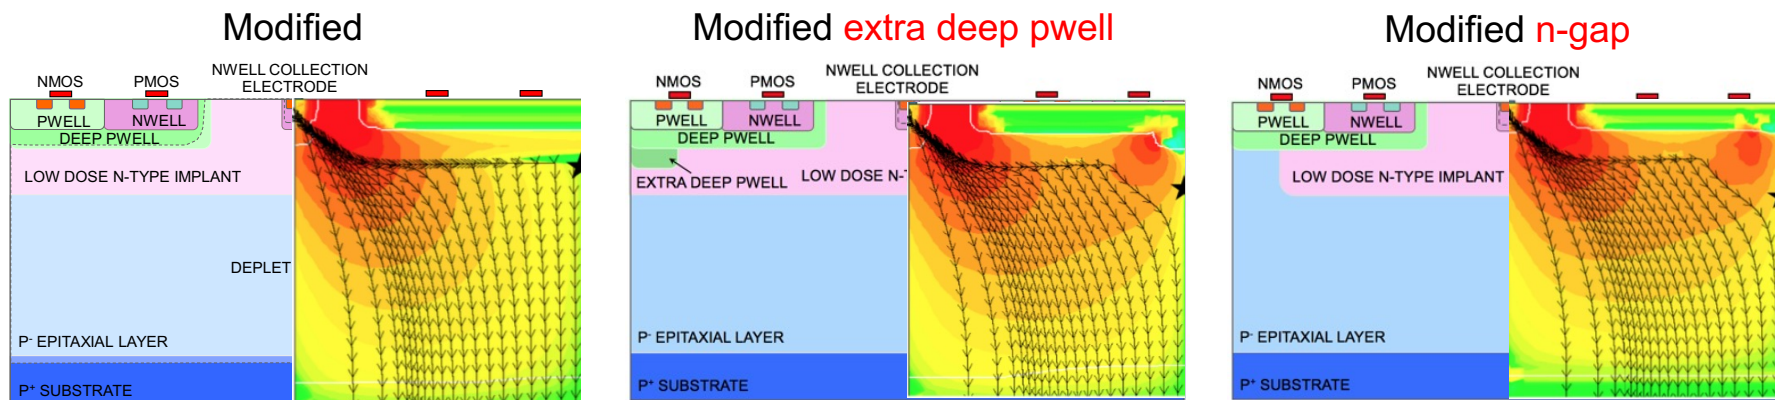 Modified
NMOS
PMOS
NWELL COLLECTION
ELECTRODE
PWELL
NWELL
DEEP PWELL
LOW DOSE N-TYPE IMPLANT
DEPLET
P- EPITAXIAL LAYER
P+ SUBSTRATE
Modified extra deep pwell
NMOS
PMOS
NWELL COLLECTION
ELECTRODE
PWELL
NWELL
DEEP PWELL
EXTRA DEEP PWELL
LOW DOSE N-T
P- EPITAXIAL LAYER
P+ SUBSTRATE
Modified n-gap
NMOS
PMOS
NWELL COLLECTION
ELECTRODE
PWELL
NWELL
DEEP PWELL
LOW DOSE N-TYPE IMPLANT
P- EPITAXIAL LAYER
P+ SUBSTRATE